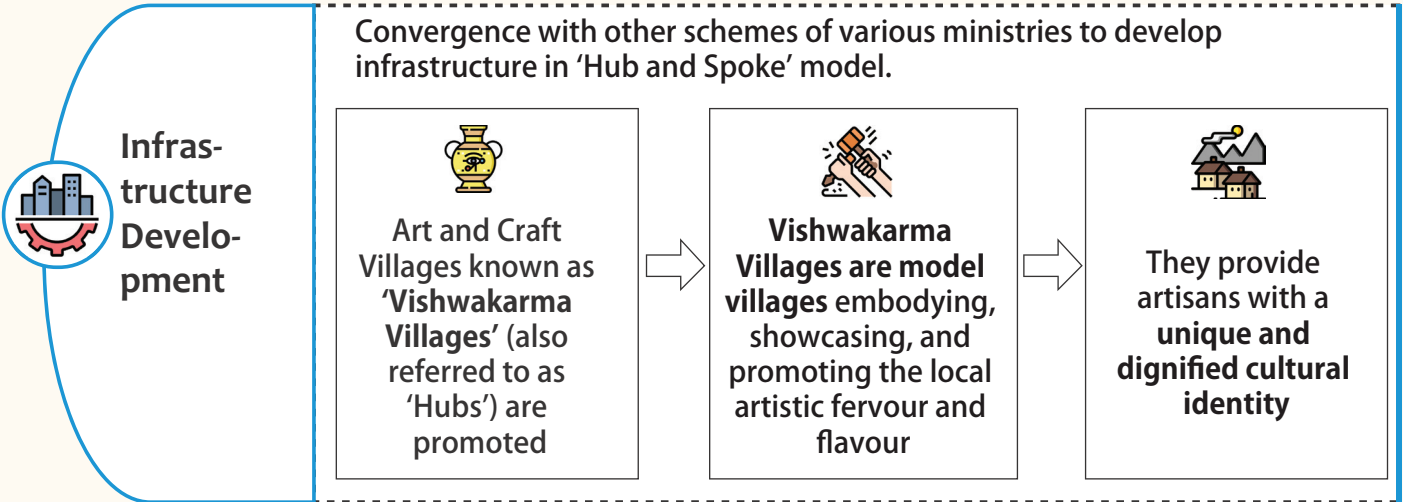 Infras-
tructure
Develo-
pment
Convergence with other schemes of various ministries to develop
infrastructure in ‘Hub and Spoke’ model.
Art and Craft
Villages known as
‘Vishwakarma
Villages’ (also
referred to as
‘Hubs’) are
promoted
Vishwakarma
Villages are model
villages embodying,
showcasing, and
promoting the local
artistic fervour and
flavour
They provide
artisans with a
unique and
dignified cultural
identity